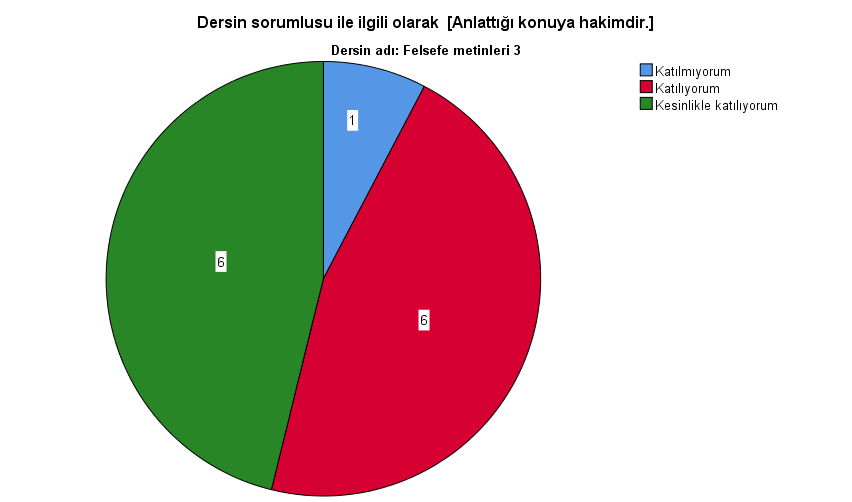 Dersin sorumlusu ile ilgili olarak [Anlattığı konuya hakimdir.]
Dersin adı: Felsefe metinleri 3
Katılmıyorum
Katılıyorum
Kesinlikle katılıyorum
1
6
6